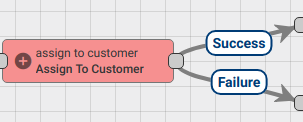 Success
assign to customer
Assign To Customer
Failure